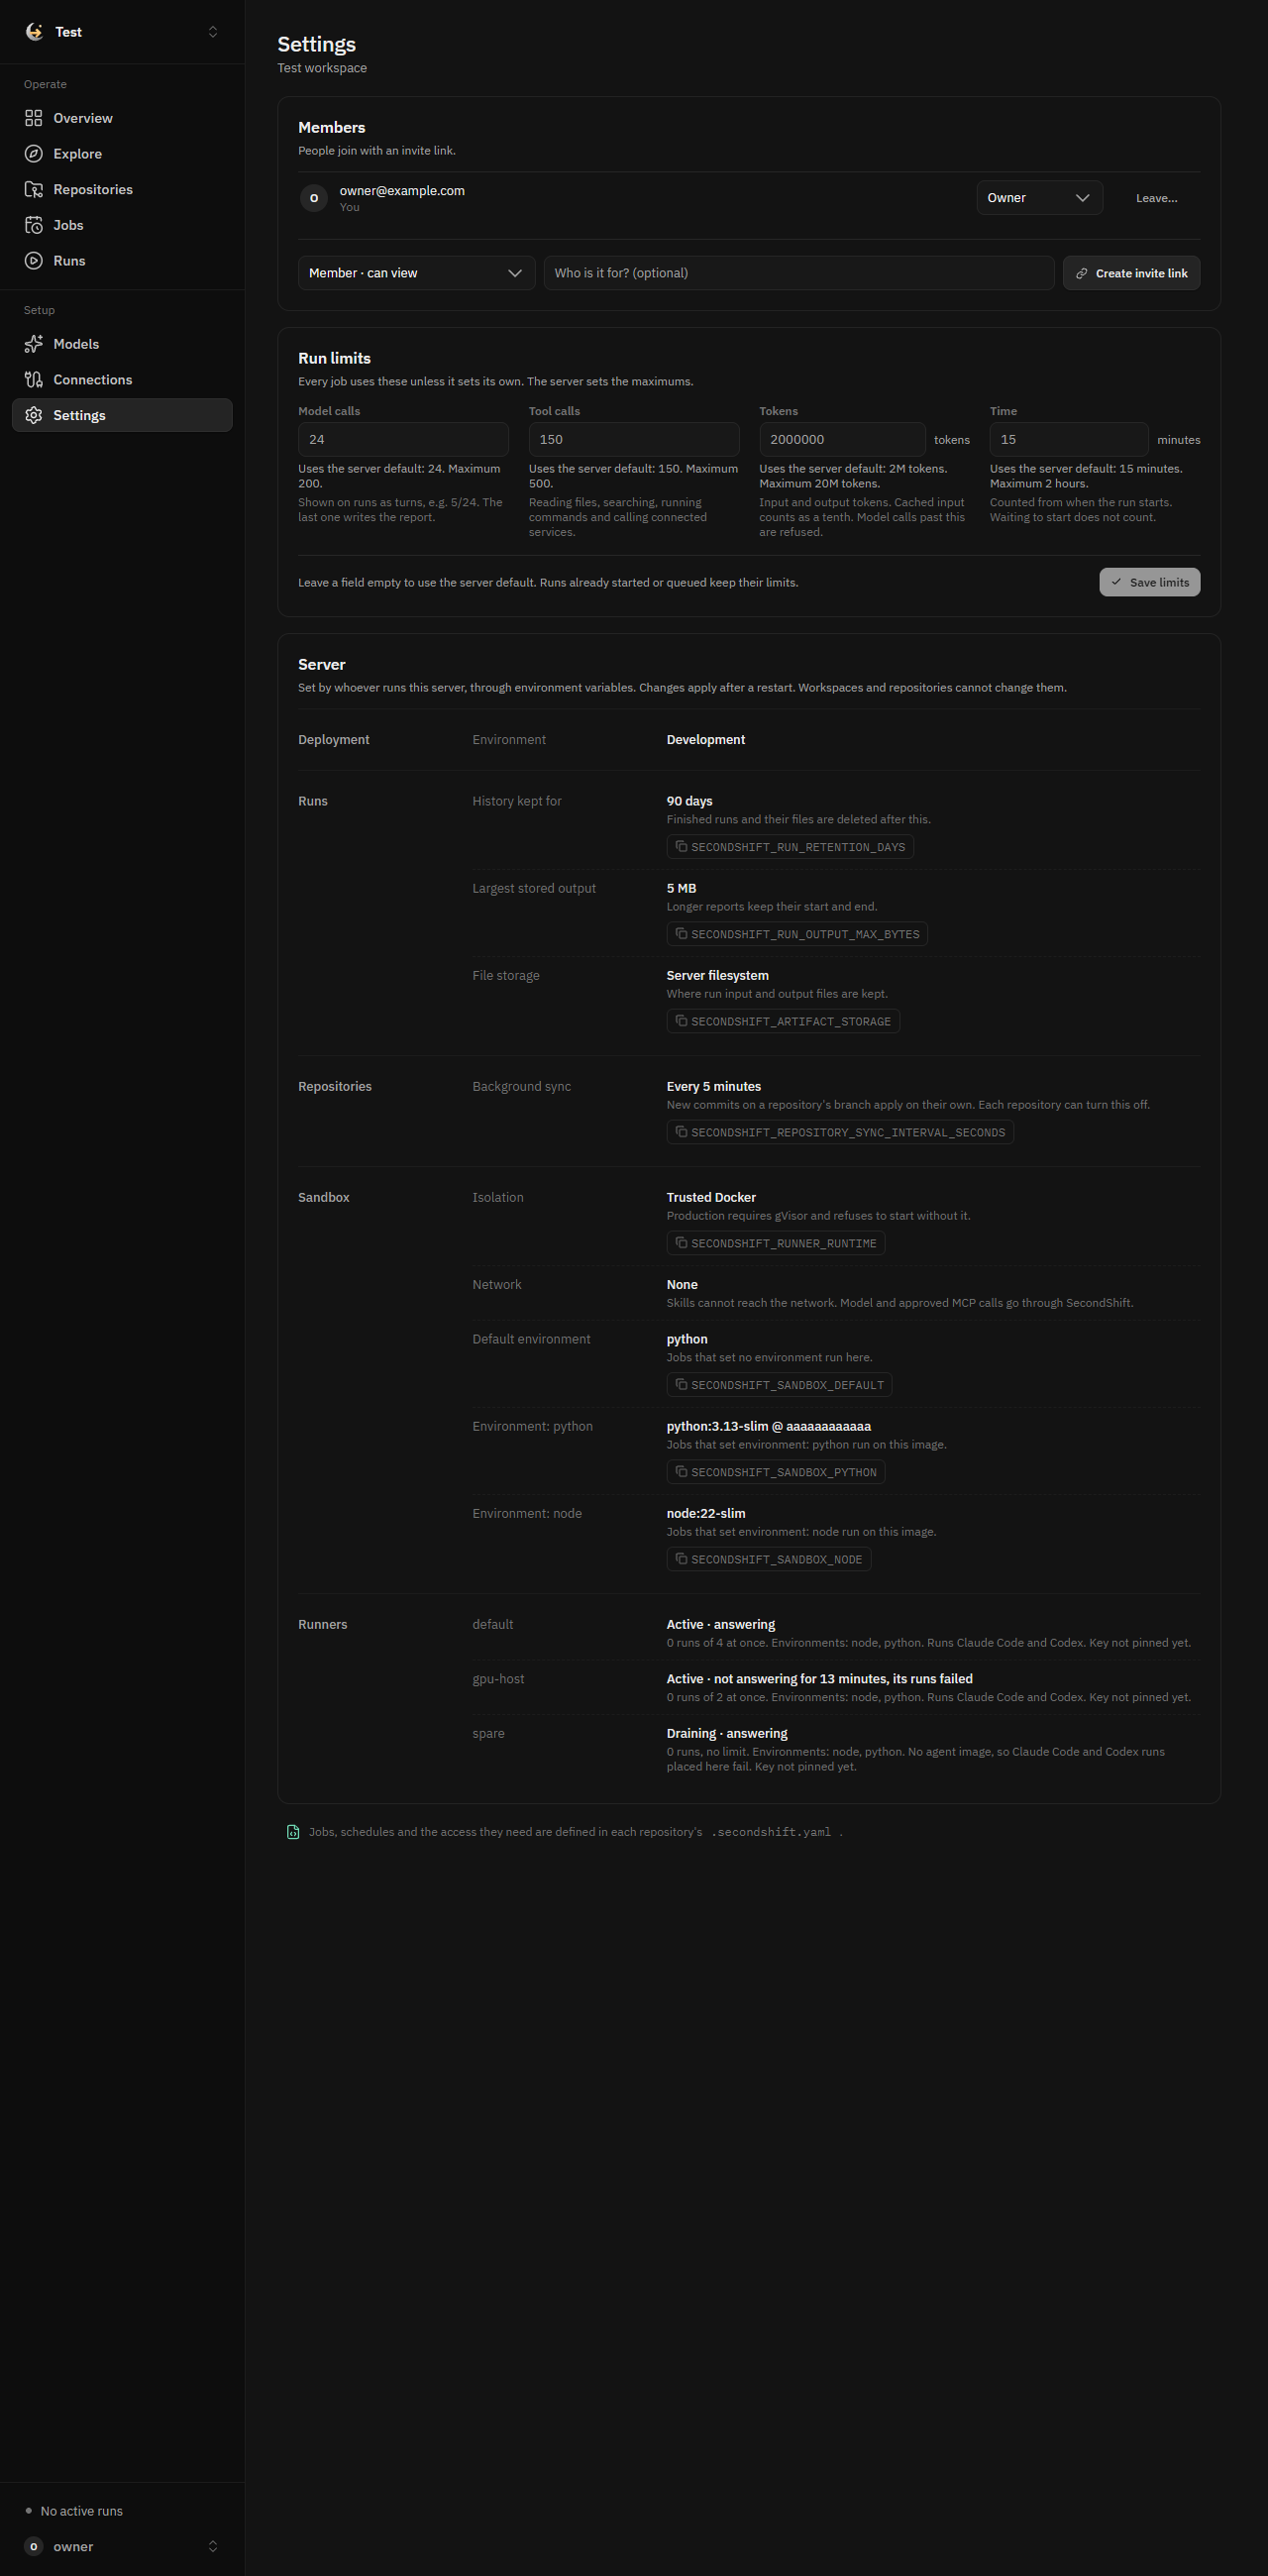 Test
Operate
Overview
Explore
Repositories
Jobs
Runs
Setup
Models
Connections
Settings
Settings
Test workspace
Members
People join with an invite link.
O
owner@example.com
You
Owner
Leave...
Member · can view
Who is it for? (optional)
Create invite link
Run limits
Every job uses these unless it sets its own. The server sets the maximums.
Model calls
24
Uses the server default: 24. Maximum
200.
Shown on runs as turns, e.g. 5/24. The
last one writes the report.
Tool calls
150
Uses the server default: 150. Maximum
500.
Reading files, searching, running
commands and calling connected
services.
Tokens
2000000 tokens
Uses the server default: 2M tokens.
Maximum 20M tokens.
Input and output tokens. Cached input
counts as a tenth. Model calls past this
are refused.
Time
15 minutes
Uses the server default: 15 minutes.
Maximum 2 hours.
Counted from when the run starts.
Waiting to start does not count.
Leave a field empty to use the server default. Runs already started or queued keep their limits.
Save limits
Server
Set by whoever runs this server, through environment variables. Changes apply after a restart. Workspaces and repositories cannot change them.
Deployment
Environment
Development
Runs
History kept for
90 days
Finished runs and their files are deleted after this.
SECONDSHIFT_RUN_RETENTION_DAYS
Largest stored output
5 MB
Longer reports keep their start and end.
SECONDSHIFT_RUN_OUTPUT_MAX_BYTES
File storage
Server filesystem
Where run input and output files are kept.
SECONDSHIFT_ARTIFACT_STORAGE
Repositories
Background sync
Every 5 minutes
New commits on a repository's branch apply on their own. Each repository can turn this off.
SECONDSHIFT_REPOSITORY_SYNC_INTERVAL_SECONDS
Sandbox
Isolation
Trusted Docker
Production requires gVisor and refuses to start without it.
SECONDSHIFT_RUNNER_RUNTIME
Network
None
Skills cannot reach the network. Model and approved MCP calls go through SecondShift.
Default environment
python
Jobs that set no environment run here.
SECONDSHIFT_SANDBOX_DEFAULT
Environment: python
python:3.13-slim @ aaaaaaaaaaaa
Jobs that set environment: python run on this image.
SECONDSHIFT_SANDBOX_PYTHON
Environment: node
node:22-slim
Jobs that set environment: node run on this image.
SECONDSHIFT_SANDBOX_NODE
Runners
default
Active · answering
0 runs of 4 at once. Environments: node, python. Runs Claude Code and Codex. Key not pinned yet.
gpu-host
Active · not answering for 13 minutes, its runs failed
0 runs of 2 at once. Environments: node, python. Runs Claude Code and Codex. Key not pinned yet.
spare
Draining · answering
0 runs, no limit. Environments: node, python. No agent image, so Claude Code and Codex runs
placed here fail. Key not pinned yet.
Jobs, schedules and the access they need are defined in each repository's .secondshift.yaml .
No active runs
O
owner